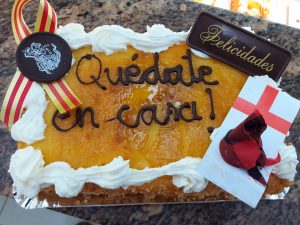 Felicidades
Quédate
en casa!